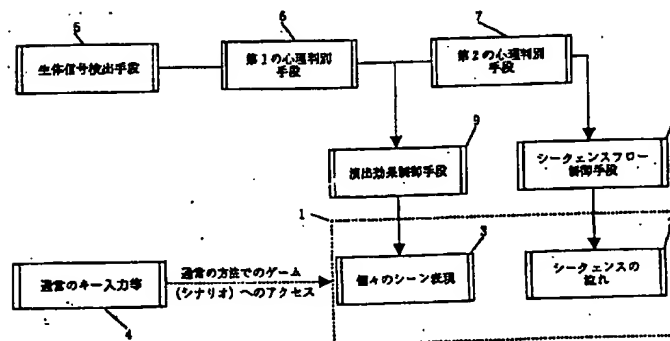 5
6
7
生体信号検出手段
第1の心理判別
手段
第2の心理判別
手段
9
演出効果制御手段
シークェンスフロー
制御手段
1
3
通常のキー入力等
通常の方法でのゲーム
(シナリオ)へのアクセス
個々のシーン表現
シークェンスの
流れ
4